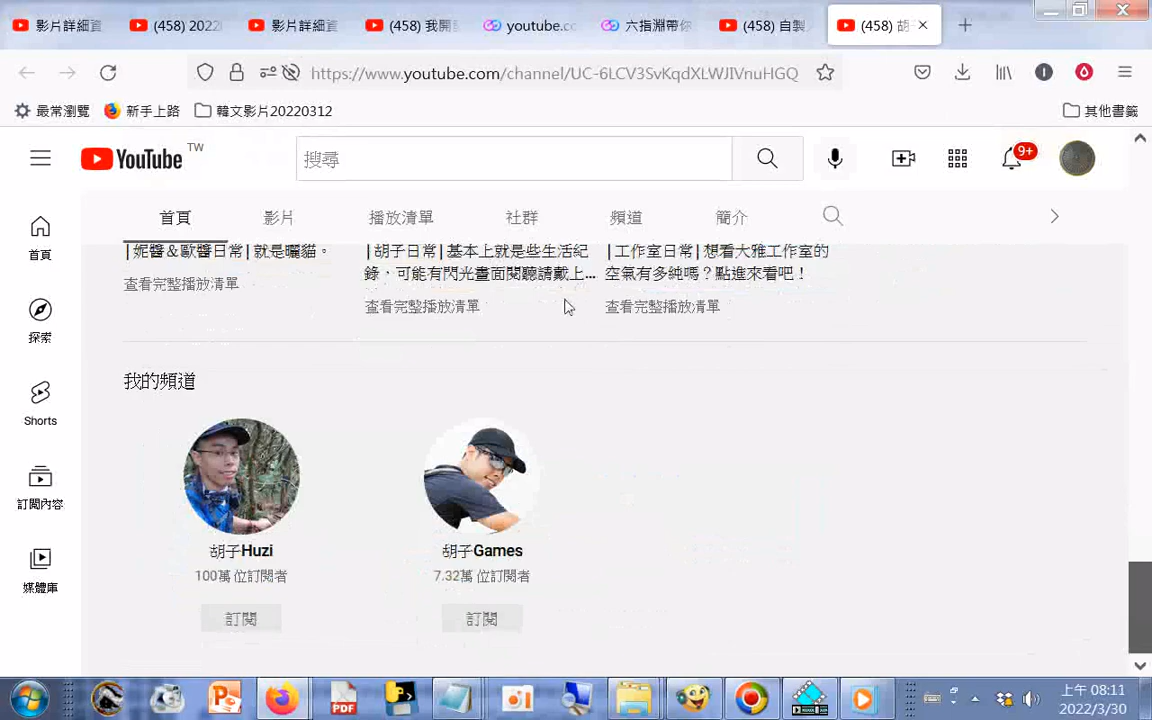 影片詳細資
(458) 2022
影片詳細資
(458) 我開
youtube.co
六指淵帶你
(458) 自製
(458) 胡
https://www.youtube.com/channel/UC-6LCV3SvKqdXLWJIVnuHGQ
最常瀏覽
新手上路
韓文影片20220312
其他書籤
YouTube TW
搜尋
9+
首頁
影片
播放清單
社群
頻道
簡介
首頁
探索
Shorts
訂閱內容
媒體庫
|妮醬&歐醬日常|就是曬貓。
查看完整播放清單
|胡子日常|基本上就是些生活紀
錄，可能有閃光畫面閱聽請戴上...
查看完整播放清單
|工作室日常|想看大雅工作室的
空氣有多純嗎？點進來看吧！
查看完整播放清單
我的頻道
胡子Huzi
100萬 位訂閱者
訂閱
胡子Games
7.32萬 位訂閱者
訂閱
PDF
上午 08:11
2022/3/30